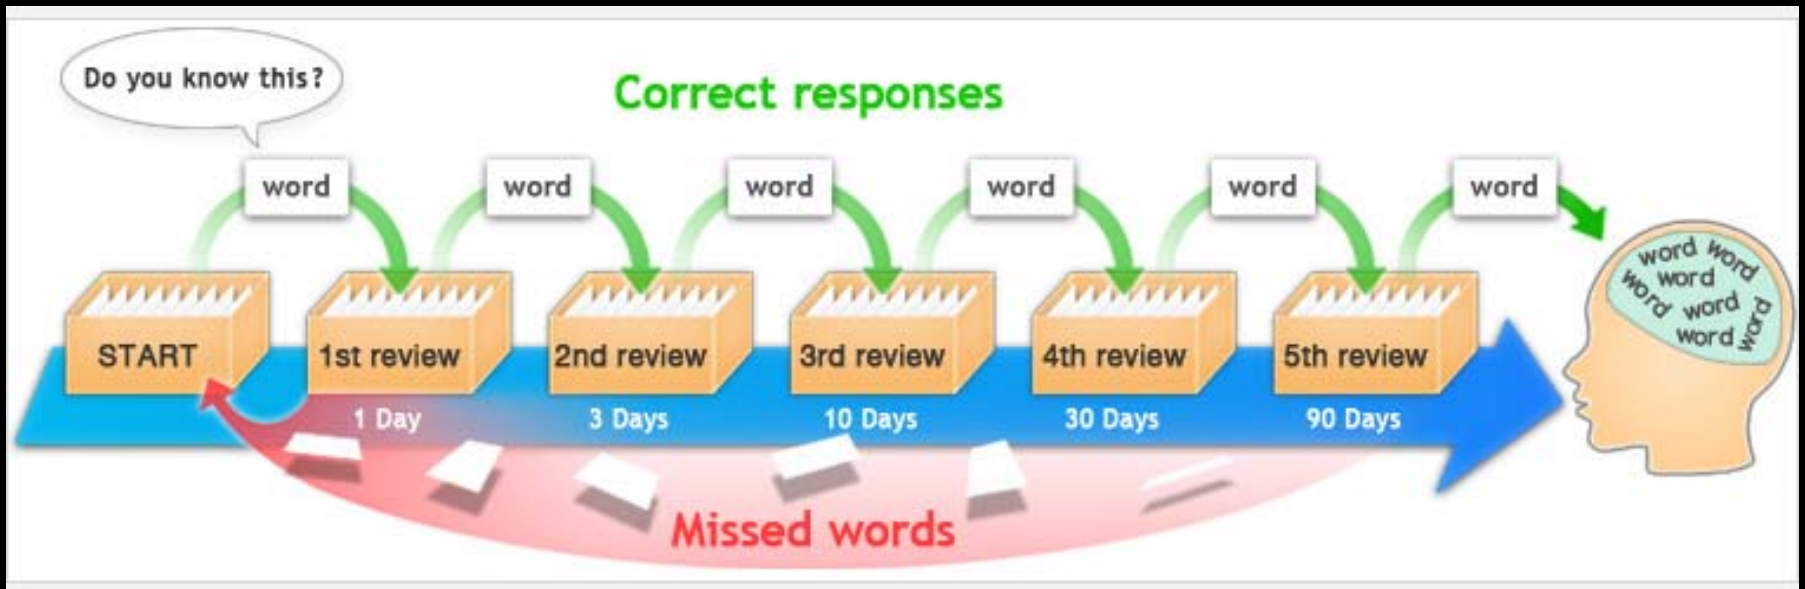 Do you know this?
Correct responses
word
word
word
word
word
word
word word
word
word word word
word
START
1st review
2nd review
3rd review
4th review
5th review
1 Day
3 Days
10 Days
30 Days
90 Days
Missed words